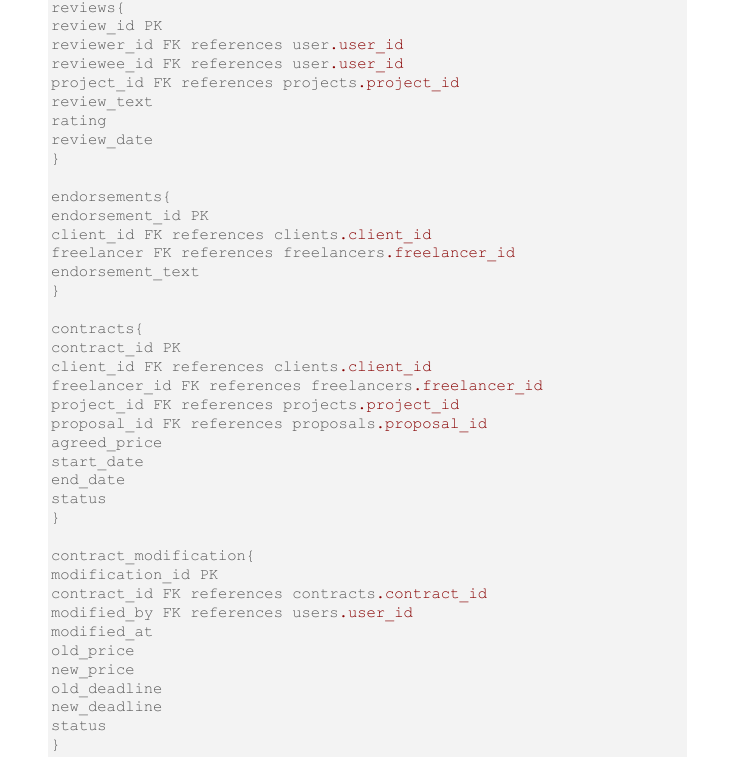 reviews{
review_id PK
reviewer_id FK references user.user_id
reviewee_id FK references user.user_id
project_id FK references projects.project_id
review_text
rating
review_date
}
endorsements{
endorsement_id PK
client_id FK references clients.client_id
freelancer FK references freelancers.freelancer_id
endorsement_text
}
contracts{
contract_id PK
client_id FK references clients.client_id
freelancer_id FK references freelancers.freelancer_id
project_id FK references projects.project_id
proposal_id FK references proposals.proposal_id
agreed_price
start_date
end_date
status
}
contract_modification{
modification_id PK
contract_id FK references contracts.contract_id
modified_by FK references users.user_id
modified_at
old_price
new_price
old_deadline
new_deadline
status
}